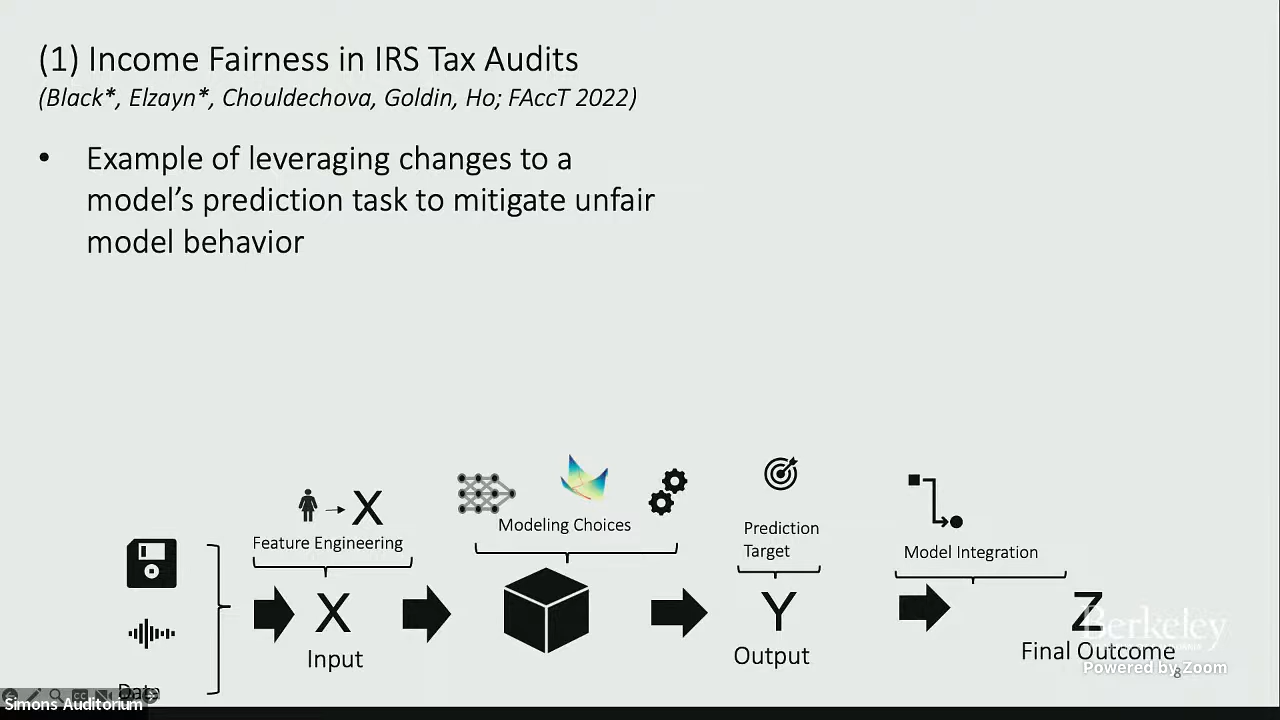 (1) Income Fairness in IRS Tax Audits
(Black*, Elzayn*, Chouldechova, Goldin, Ho; FAccT 2022)
• Example of leveraging changes to a
model’s prediction task to mitigate unfair
model behavior
X
Feature Engineering
Modeling Choices
Prediction
Target
Model Integration
X
Y
Z
Input
Output
Final Outcome
Data
Berkeley
Powered by Zoom
8
Simons Auditorium